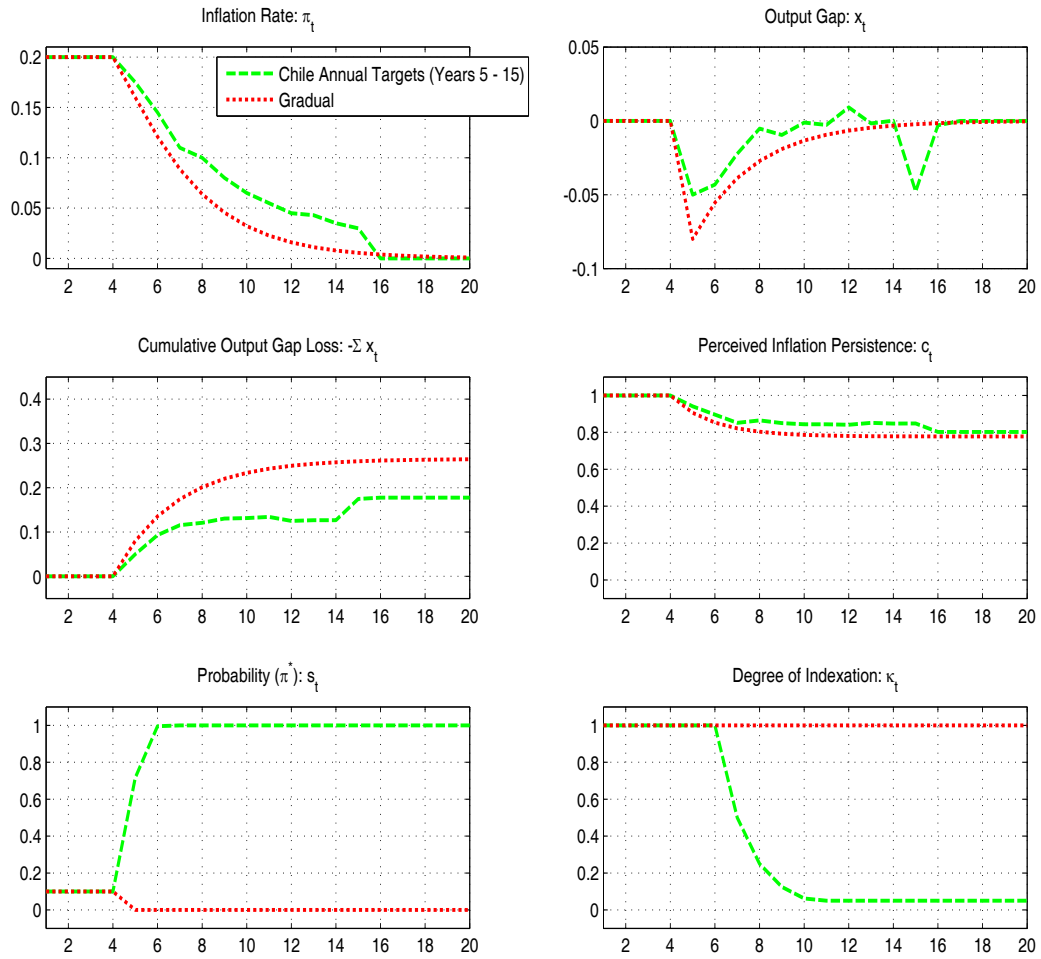 Inflation Rate: πt
0.2
0.15
0.1
0.05
0
2 4 6 8 10 12 14 16 18 20
Chile Annual Targets (Years 5 - 15)
Gradual
Output Gap: xt
0.05
0
-0.05
-0.1
2 4 6 8 10 12 14 16 18 20
Cumulative Output Gap Loss: -Σ xt
0.4
0.3
0.2
0.1
0
2 4 6 8 10 12 14 16 18 20
Perceived Inflation Persistence: ct
1
0.8
0.6
0.4
0.2
0
2 4 6 8 10 12 14 16 18 20
Probability (π*): st
1
0.8
0.6
0.4
0.2
0
2 4 6 8 10 12 14 16 18 20
Degree of Indexation: κt
1
0.8
0.6
0.4
0.2
0
2 4 6 8 10 12 14 16 18 20